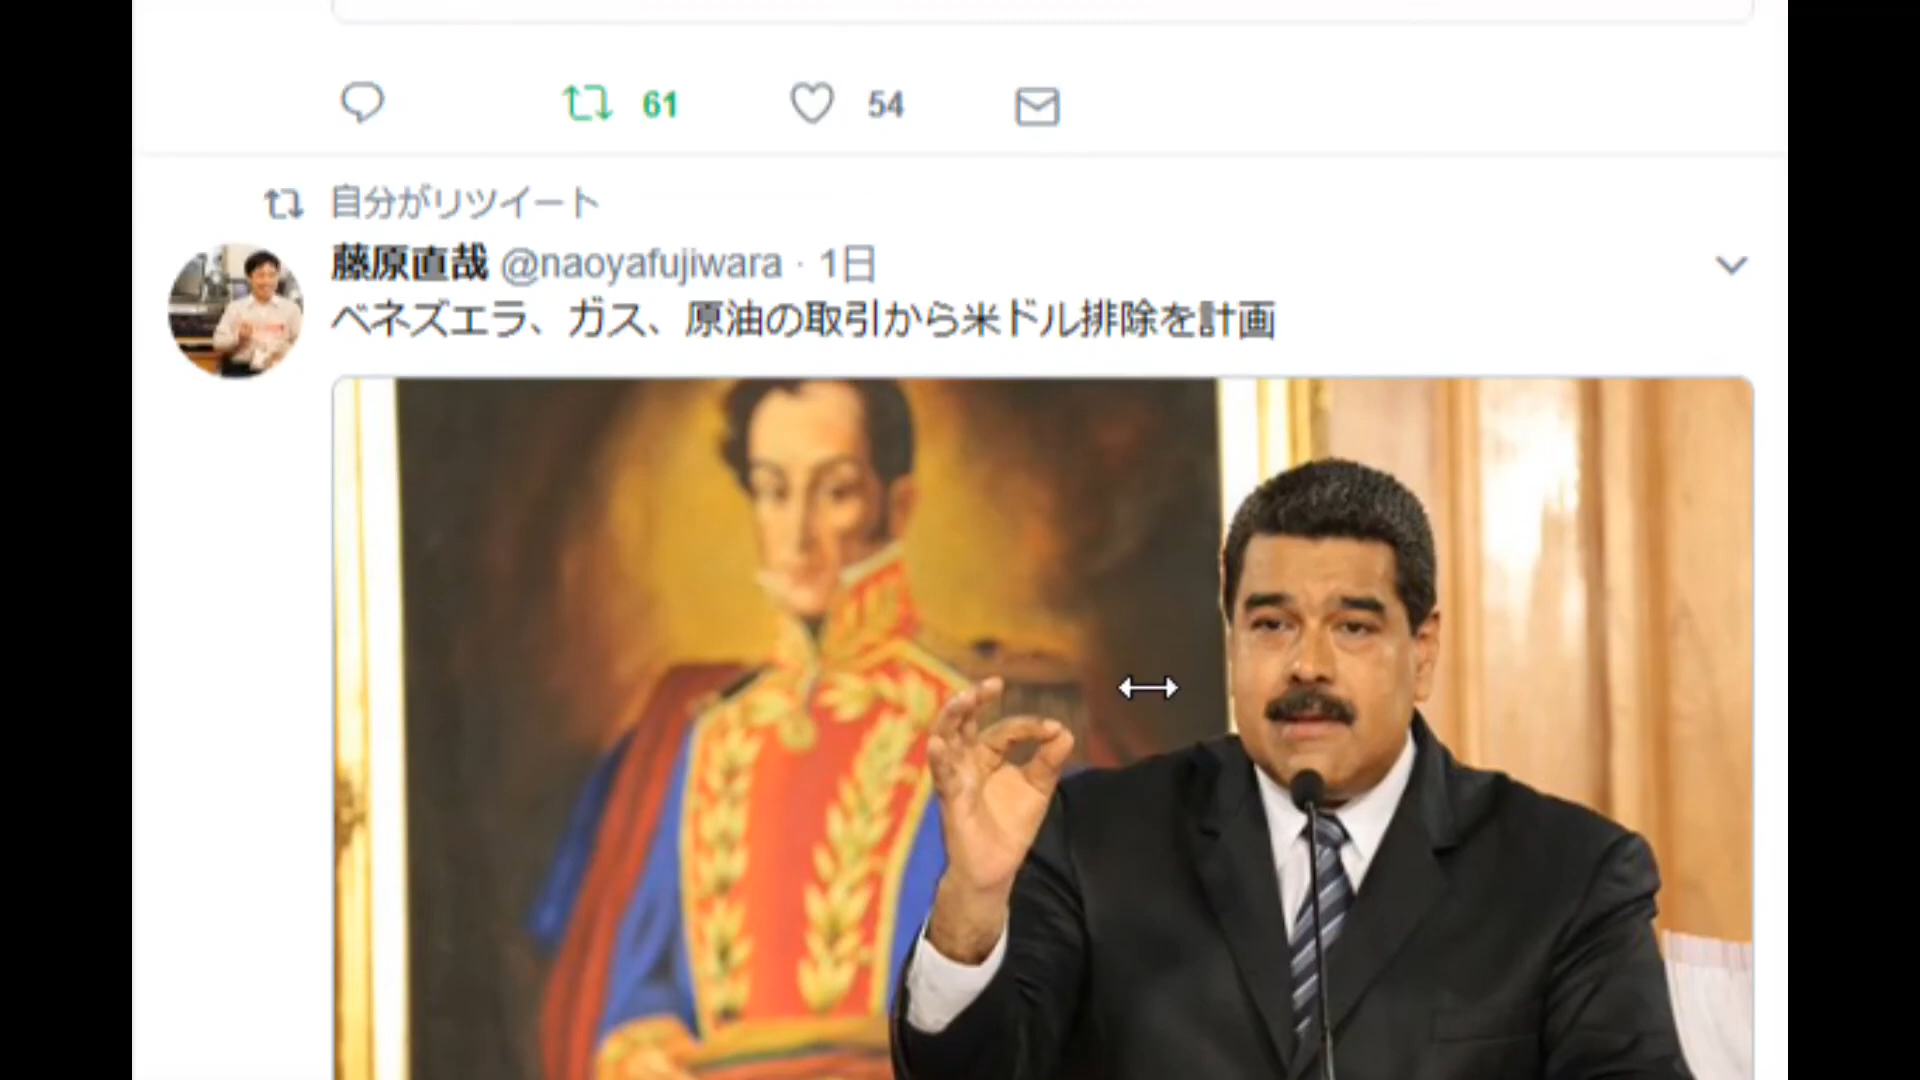 61 54
自分がリツイート
藤原直哉 @naoyafujiwara · 1日
ベネズエラ、ガス、原油の取引から米ドル排除を計画